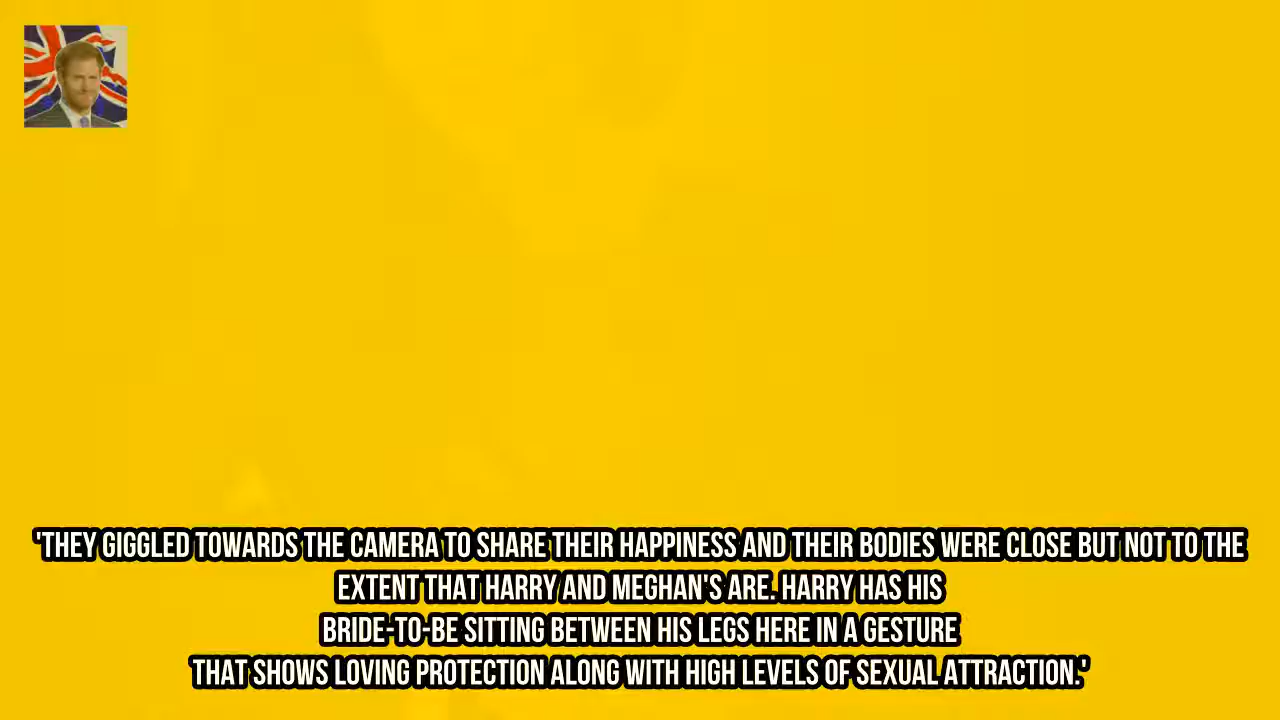 'THEY GIGGLED TOWARDS THE CAMERA TO SHARE THEIR HAPPINESS AND THEIR BODIES WERE CLOSE BUT NOT TO THE
EXTENT THAT HARRY AND MEGHAN'S ARE. HARRY HAS HIS
BRIDE-TO-BE SITTING BETWEEN HIS LEGS HERE IN A GESTURE
THAT SHOWS LOVING PROTECTION ALONG WITH HIGH LEVELS OF SEXUAL ATTRACTION.'